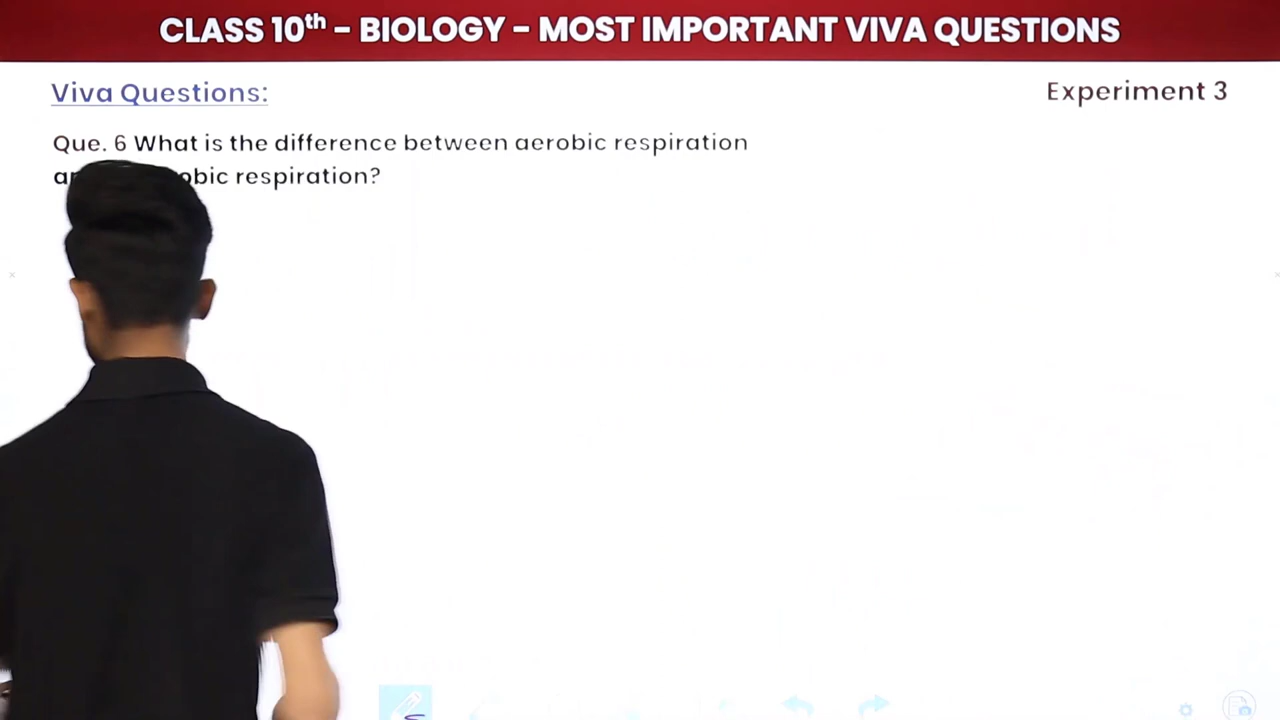 CLASS 10th – BIOLOGY – MOST IMPORTANT VIVA QUESTIONS
Viva Questions:
Experiment 3
Que. 6 What is the difference between aerobic respiration
respiration?